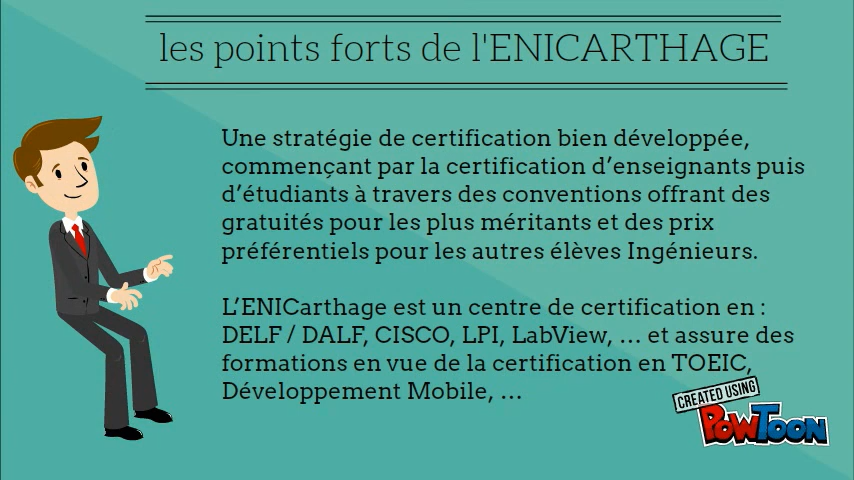 les points forts de l'ENICARTHAGE
Une stratégie de certification bien développée,
commençant par la certification d’enseignants puis
d’étudiants à travers des conventions offrant des
gratuités pour les plus méritants et des prix
préférentiels pour les autres élèves Ingénieurs.
L’ENICarthage est un centre de certification en :
DELF / DALF, CISCO, LPI, LabView, … et assure des
formations en vue de la certification en TOEIC,
Développement Mobile, …
CREATED USING
POWTOON